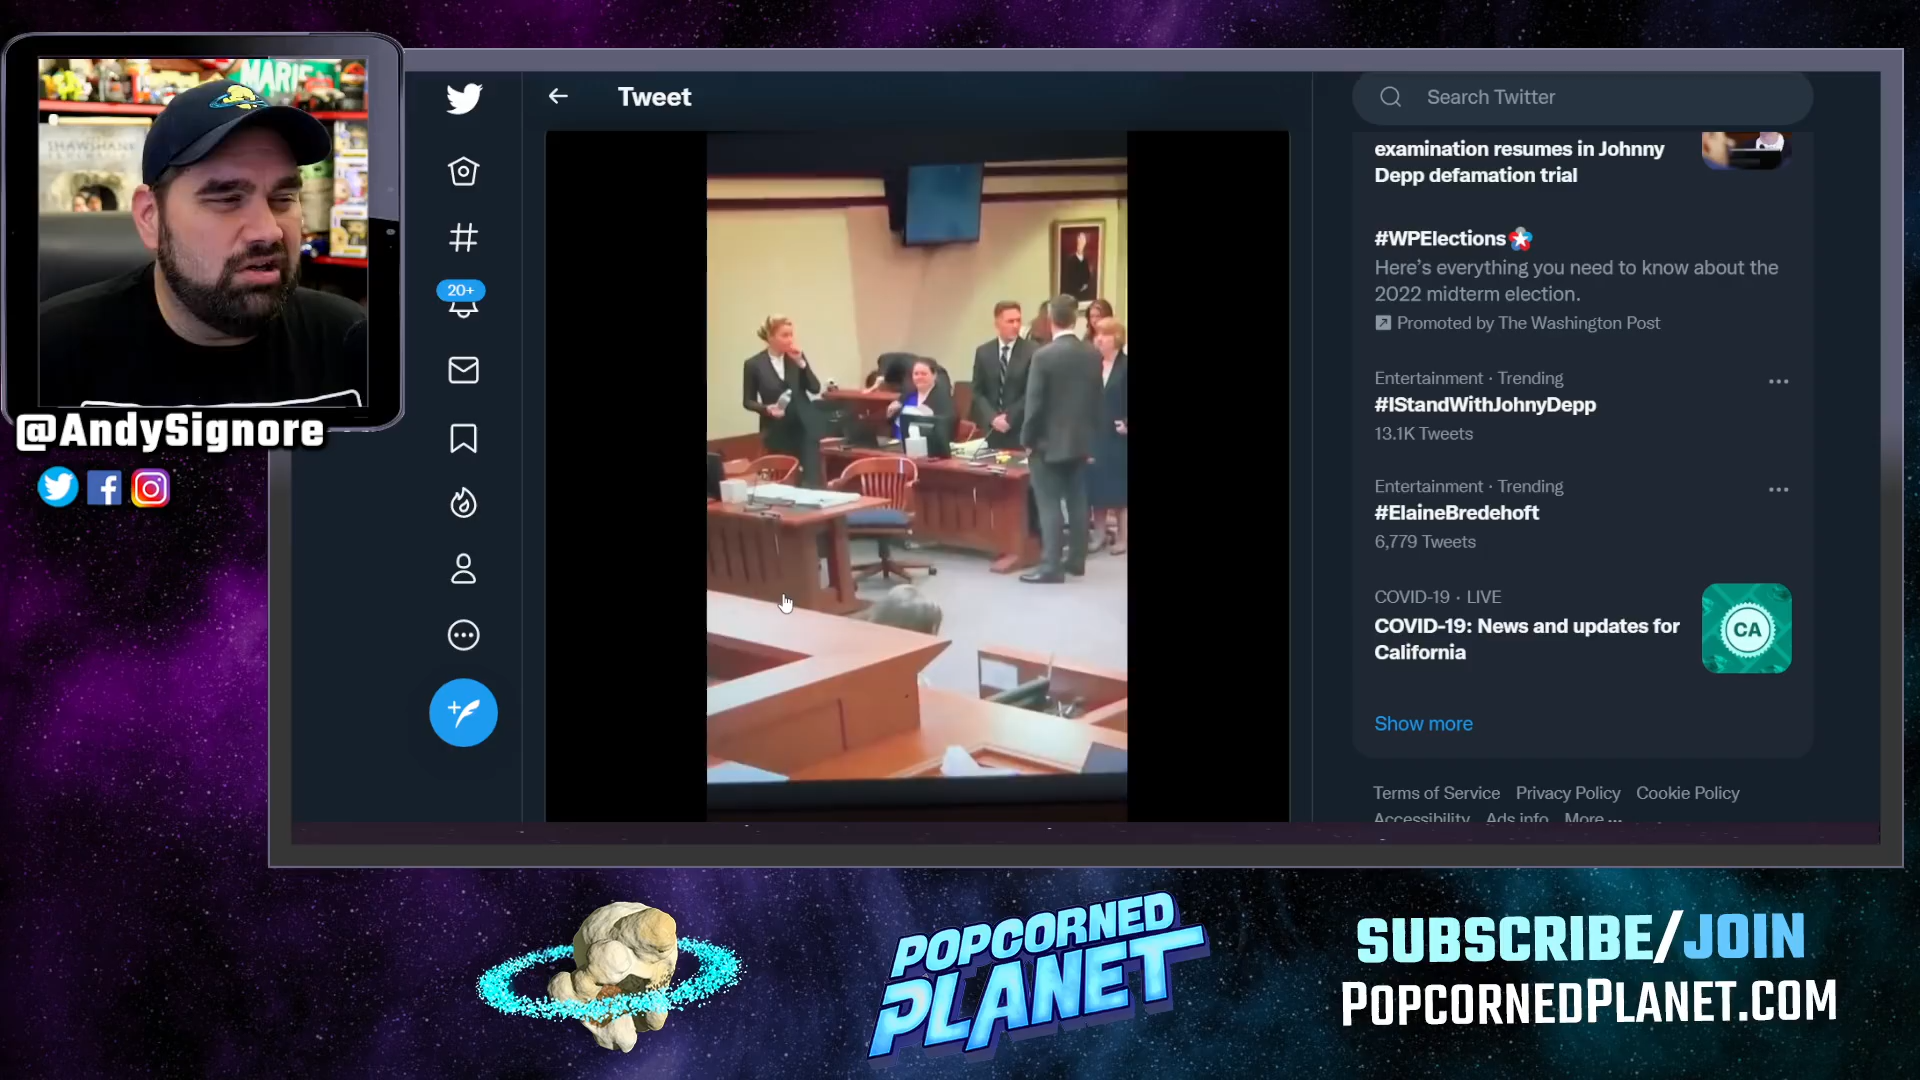 MARIE
SHAWSHANK
@AndySignore
20+
Tweet
Search Twitter
examination resumes in Johnny
Depp defamation trial
#WPElections
Here’s everything you need to know about the
2022 midterm election.
Promoted by The Washington Post
Entertainment · Trending
#IStandWithJohnyDepp
13.1K Tweets
Entertainment · Trending
#ElaineBredehoft
6,779 Tweets
COVID-19 · LIVE
COVID-19: News and updates for
California
CA
Show more
Terms of Service Privacy Policy Cookie Policy
Accessibility Ads info More ...
POPCORNED
PLANET
SUBSCRIBE/JOIN
POPCORNEDPLANET.COM